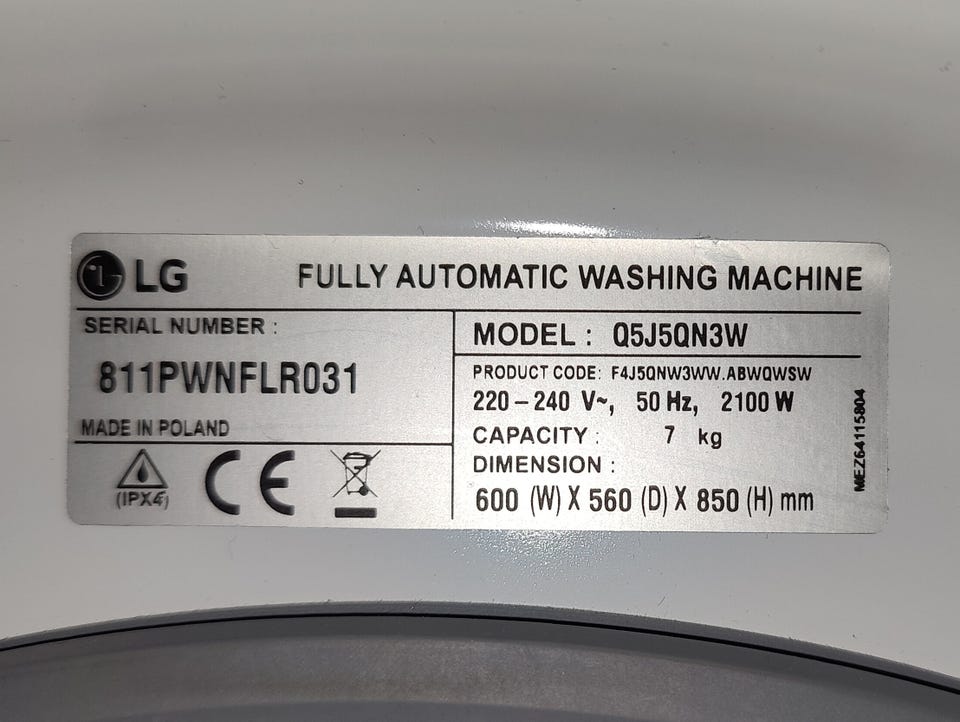 LG
FULLY AUTOMATIC WASHING MACHINE
SERIAL NUMBER :
811PWNFLR031
MADE IN POLAND
(IPX4)
CE
MODEL : Q5J5QN3W
PRODUCT CODE: F4J5QNW3WW.ABWQWSW
220 – 240 V~, 50 Hz, 2100 W
CAPACITY : 7 kg
DIMENSION :
600 (W) X 560 (D) X 850 (H) mm
MEZ64115804